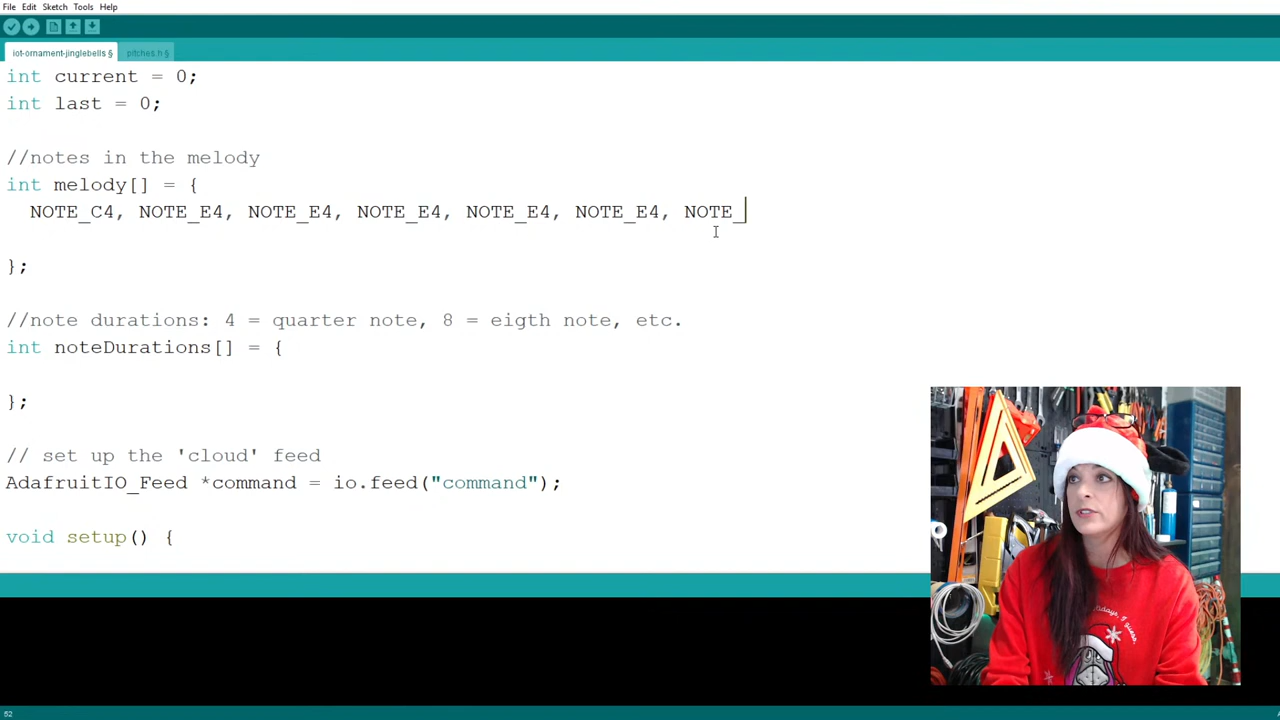 File Edit Sketch Tools Help
iot-ornament-jinglebells § pitches.h §
int current = 0;
int last = 0;
//notes in the melody
int melody[] = {
NOTE_C4, NOTE_E4, NOTE_E4, NOTE_E4, NOTE_E4, NOTE_E4, NOTE_
};
//note durations: 4 = quarter note, 8 = eigth note, etc.
int noteDurations[] = {
};
// set up the 'cloud' feed
AdafruitIO_Feed *command = io.feed("command");
void setup() {
52